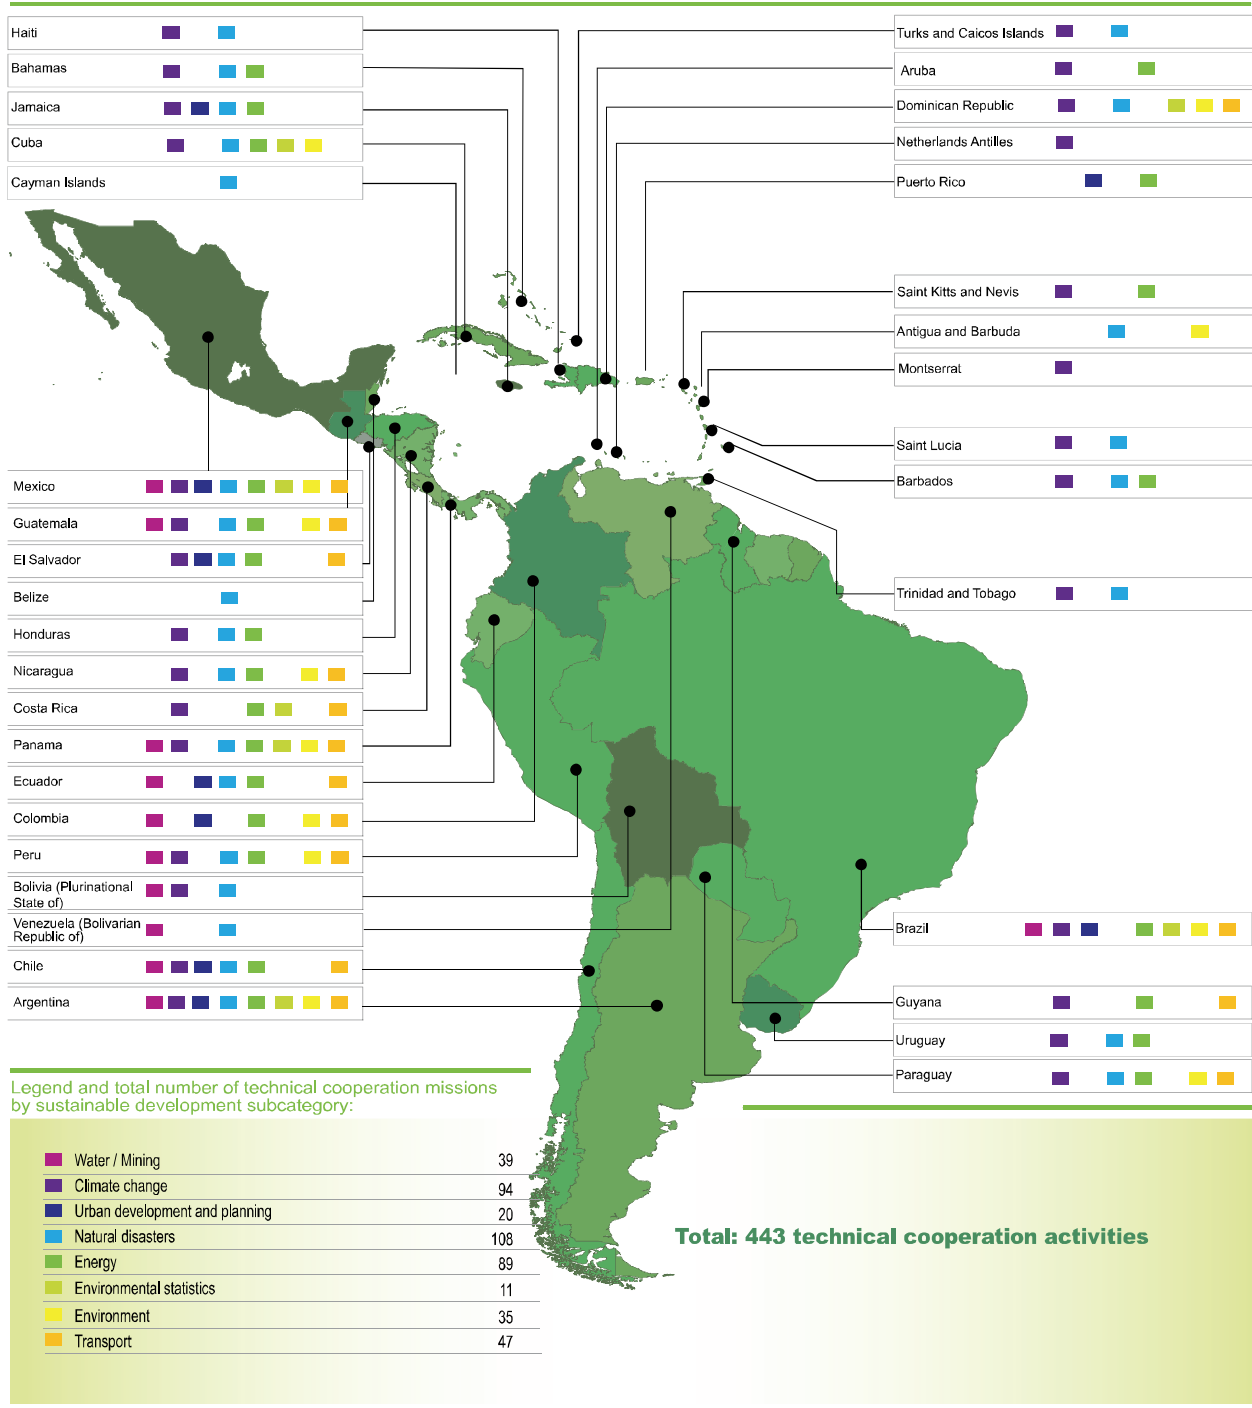 Haiti
Bahamas
Jamaica
Cuba
Cayman Islands
Turks and Caicos Islands
Aruba
Dominican Republic
Netherlands Antilles
Puerto Rico
Saint Kitts and Nevis
Antigua and Barbuda
Montserrat
Saint Lucia
Barbados
Trinidad and Tobago
Mexico
Guatemala
El Salvador
Belize
Honduras
Nicaragua
Costa Rica
Panama
Ecuador
Colombia
Peru
Bolivia (Plurinational
State of)
Venezuela (Bolivarian
Republic of)
Chile
Argentina
Brazil
Guyana
Uruguay
Paraguay
Legend and total number of technical cooperation missions
by sustainable development subcategory:
Water / Mining 39
Climate change 94
Urban development and planning 20
Natural disasters 108
Energy 89
Environmental statistics 11
Environment 35
Transport 47
Total: 443 technical cooperation activities